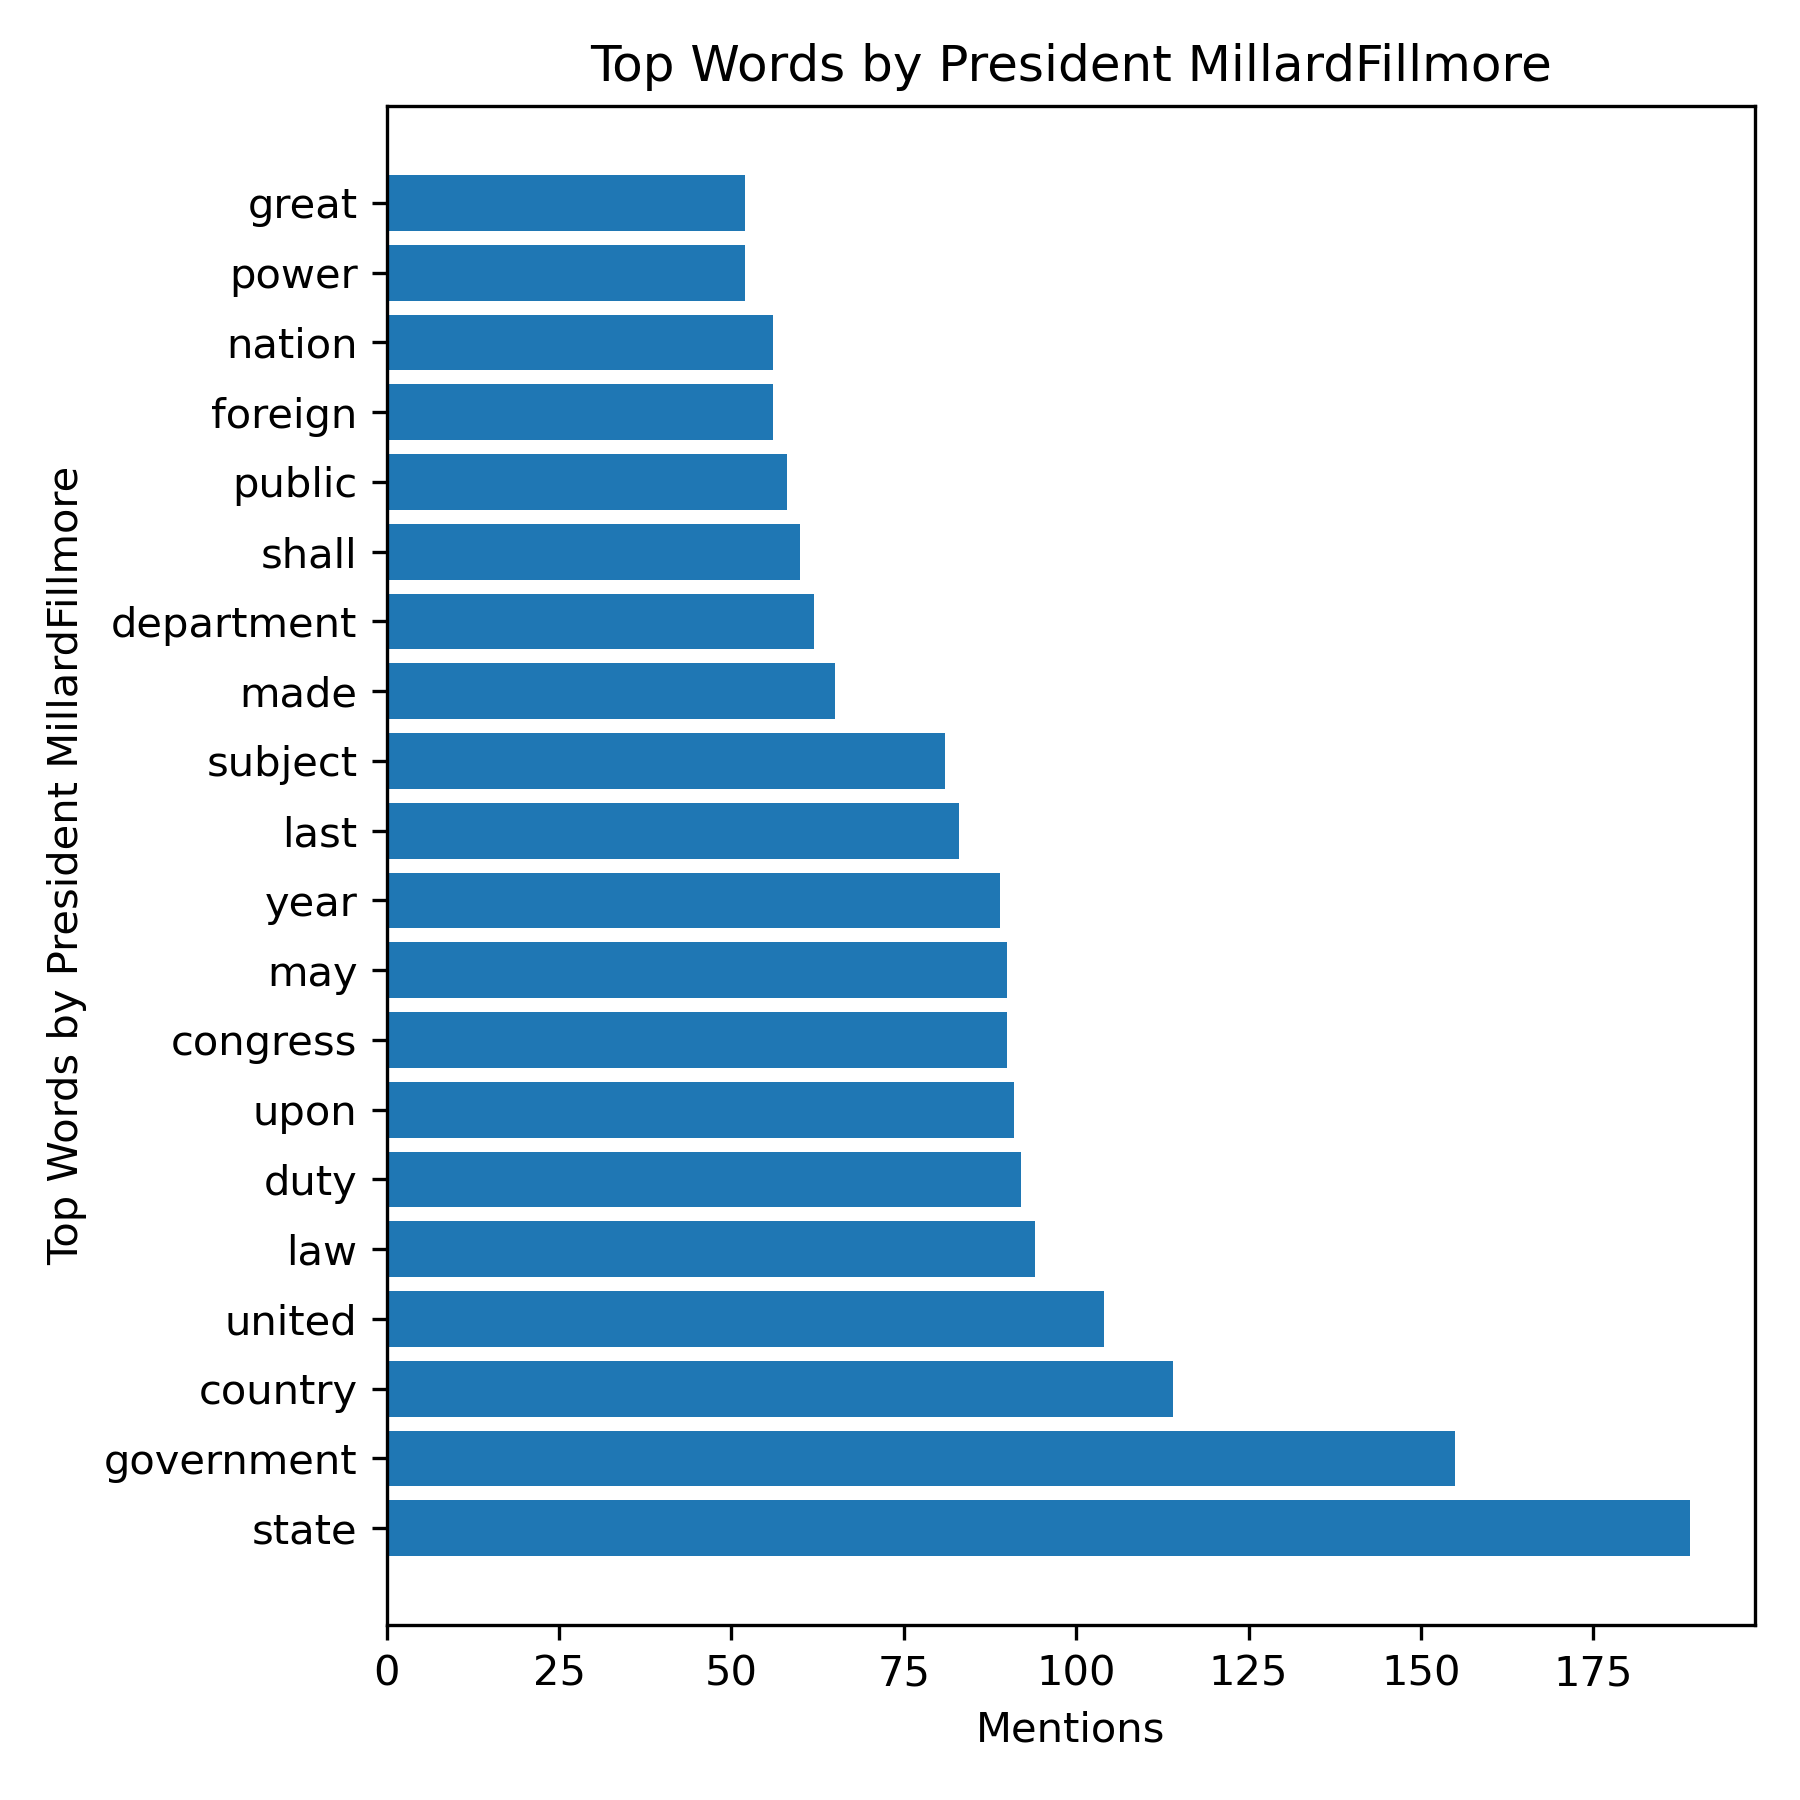 Top Words by President MillardFillmore
great
power
nation
foreign
public
shall
department
made
subject
last
year
may
congress
upon
duty
law
united
country
government
state
Top Words by President MillardFillmore
0 25 50 75 100 125 150 175
Mentions